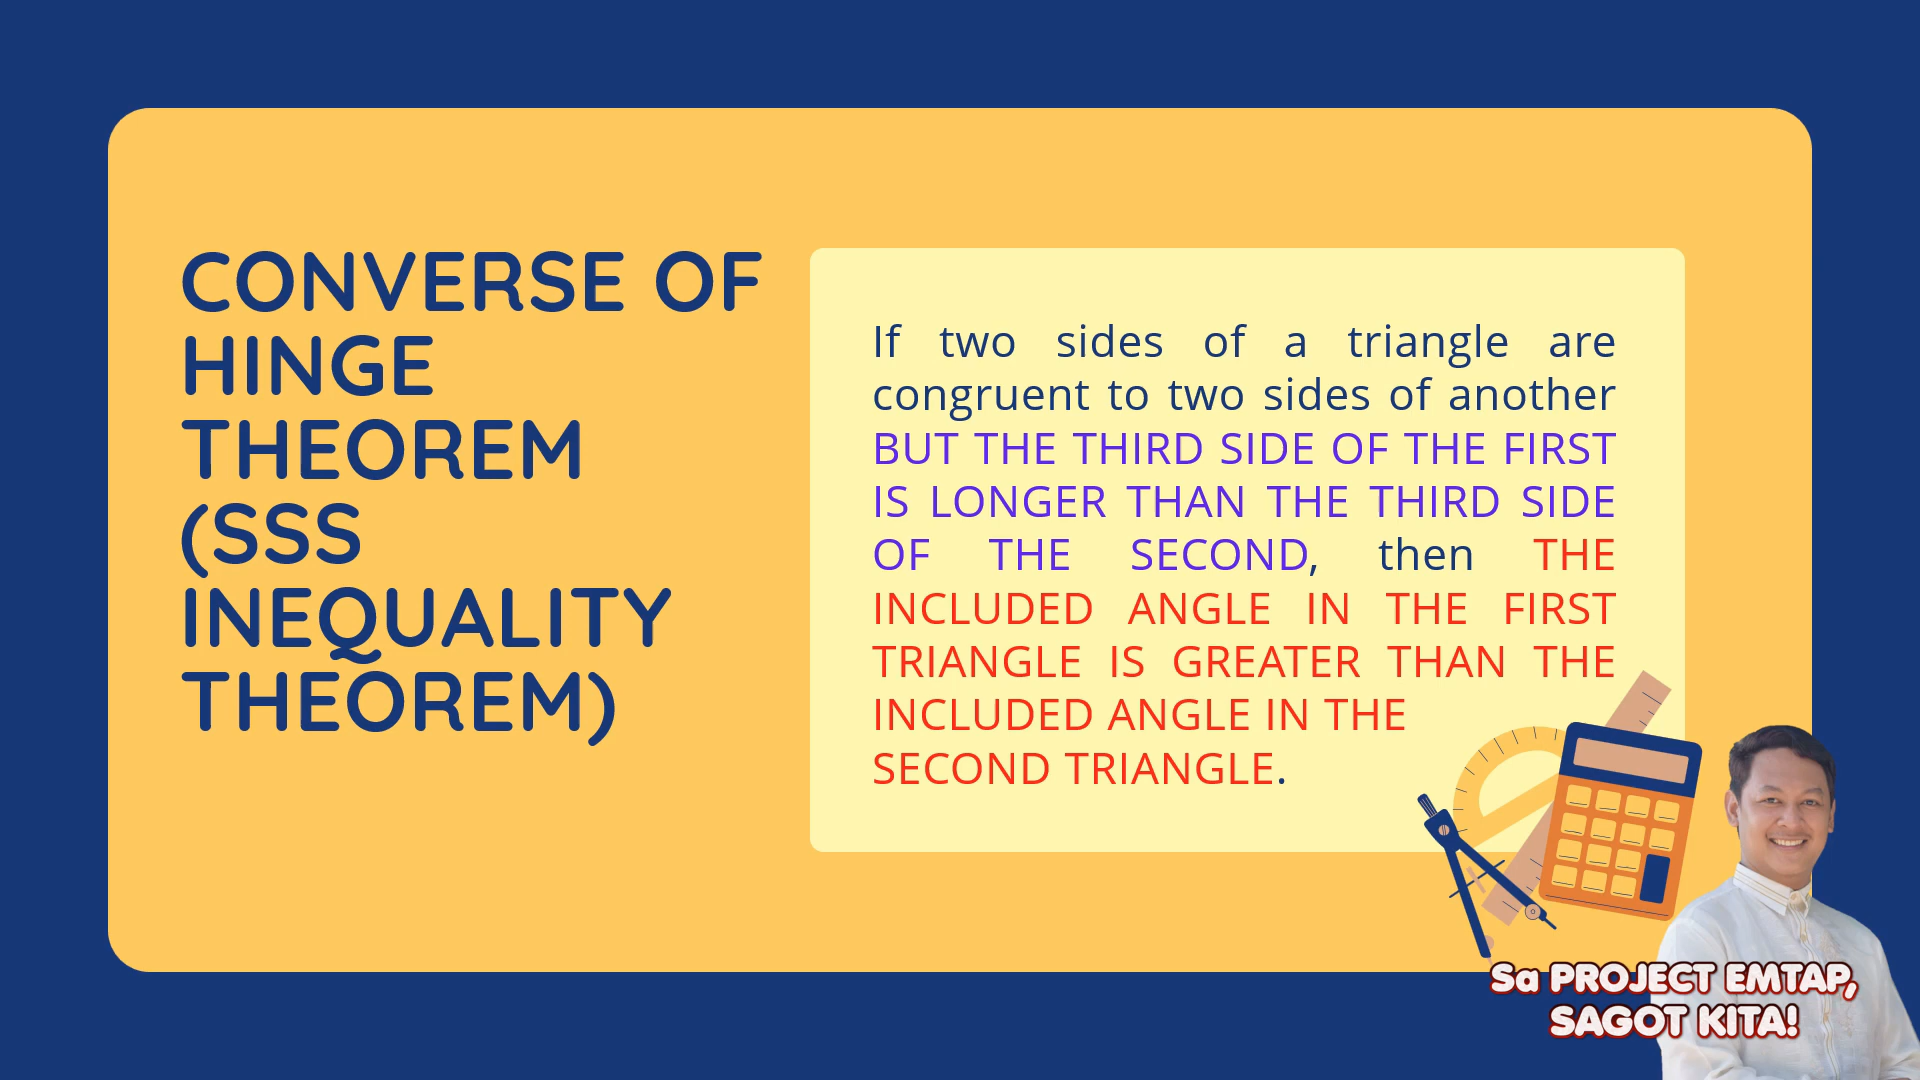 CONVERSE OF
HINGE
THEOREM
(SSS
INEQUALITY
THEOREM)
If two sides of a triangle are
congruent to two sides of another
BUT THE THIRD SIDE OF THE FIRST
IS LONGER THAN THE THIRD SIDE
OF THE SECOND, then THE
INCLUDED ANGLE IN THE FIRST
TRIANGLE IS GREATER THAN THE
INCLUDED ANGLE IN THE
SECOND TRIANGLE.
Sa PROJECT EMTAP,
SAGOT KITA!